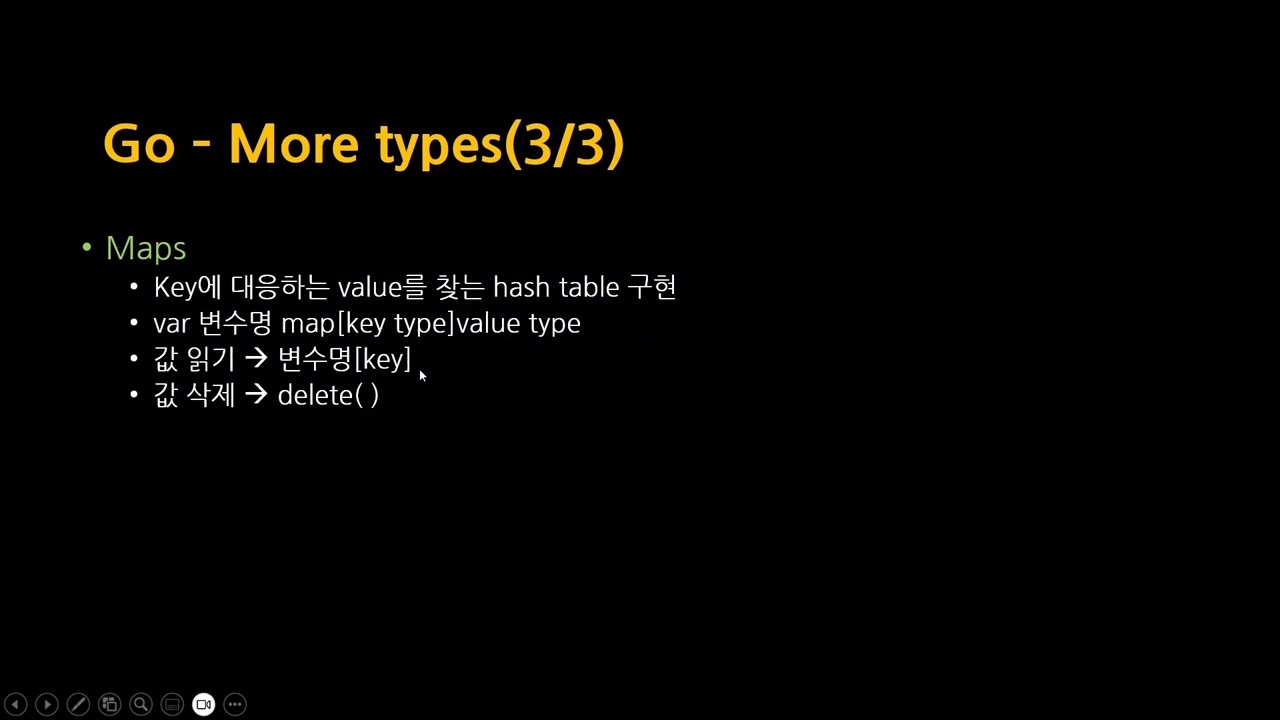 Go - More types(3/3)
• Maps
• Key에 대응하는 value를 찾는 hash table 구현
• var 변수명 map[key type]value type
• 값 읽기 → 변수명[key]
• 값 삭제 → delete( )